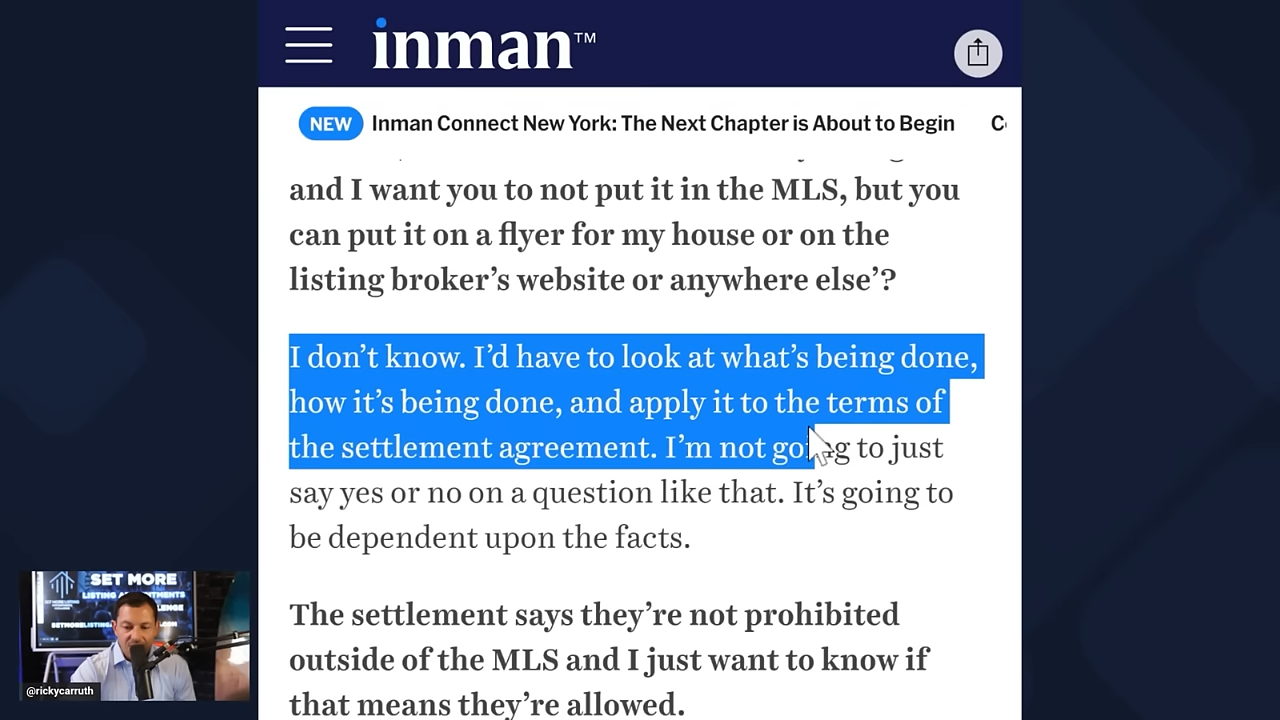 inman™
NEW Inman Connect New York: The Next Chapter is About to Begin
and I want you to not put it in the MLS, but you
can put it on a flyer for my house or on the
listing broker’s website or anywhere else’?
I don’t know. I’d have to look at what’s being done,
how it’s being done, and apply it to the terms of
the settlement agreement. I’m not going to just
say yes or no on a question like that. It’s going to
be dependent upon the facts.
The settlement says they’re not prohibited
outside of the MLS and I just want to know if
that means they’re allowed.
SET MORE
LISTING APPOINTMENTS
@rickycarruth